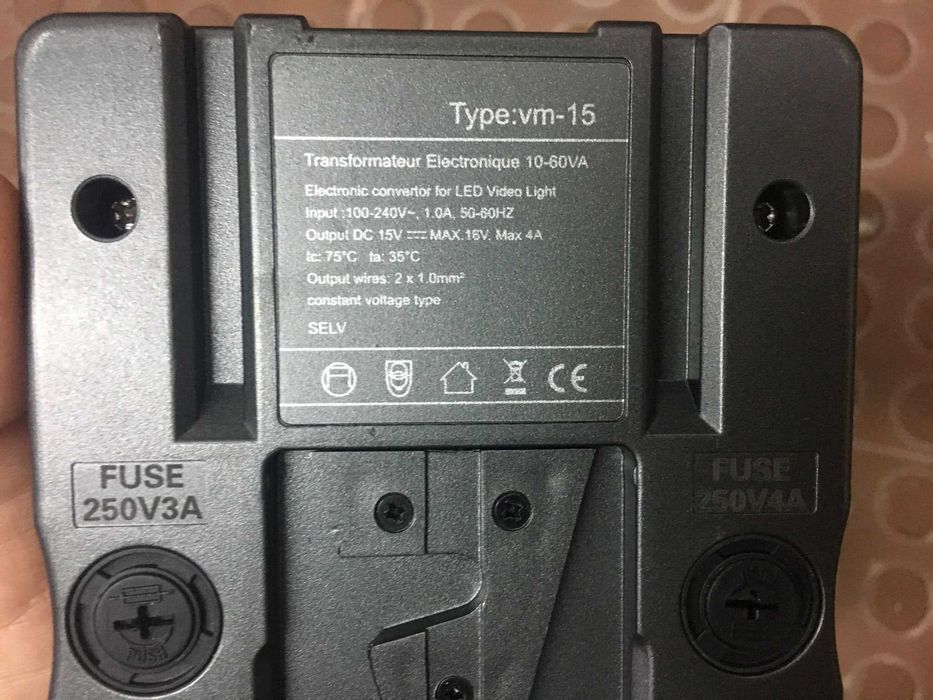 Type:vm-15
Transformateur Electronique 10-60VA
Electronic convertor for LED Video Light
Input :100-240V~, 1.0A, 50-60HZ
Output DC 15V ⎓ MAX.16V. Max 4A
tc: 75°C ta: 35°C
Output wires: 2 x 1.0mm²
constant voltage type
SELV
CE
FUSE
250V3A
FUSE
250V4A
FUSE